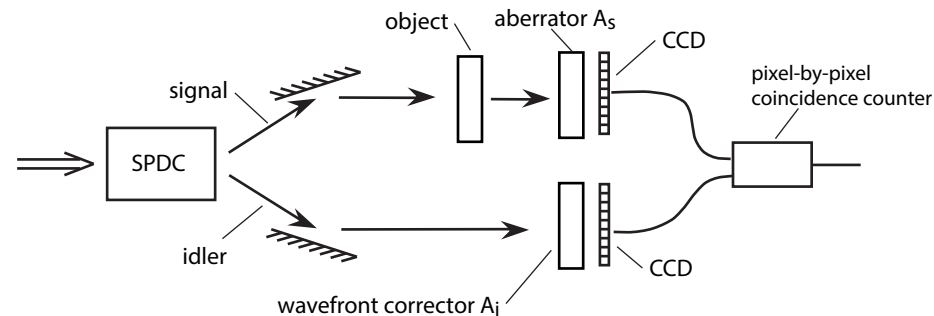 object
aberrator As
CCD
signal
pixel-by-pixel
coincidence counter
SPDC
idler
CCD
wavefront corrector Ai